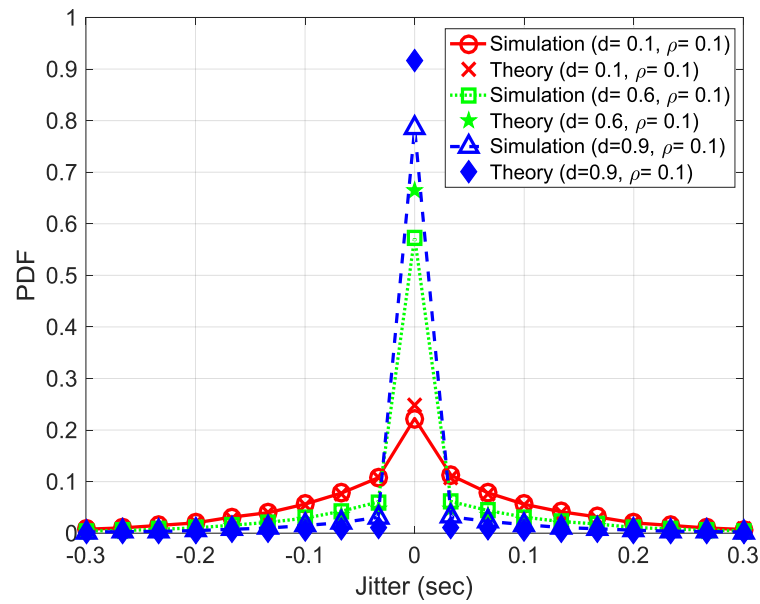 1
0.9
0.8
0.7
0.6
0.5
0.4
0.3
0.2
0.1
0
PDF
Simulation (d= 0.1, ρ= 0.1)
Theory (d= 0.1, ρ= 0.1)
Simulation (d= 0.6, ρ= 0.1)
Theory (d= 0.6, ρ= 0.1)
Simulation (d=0.9, ρ= 0.1)
Theory (d=0.9, ρ= 0.1)
-0.3 -0.2 -0.1 0 0.1 0.2 0.3
Jitter (sec)